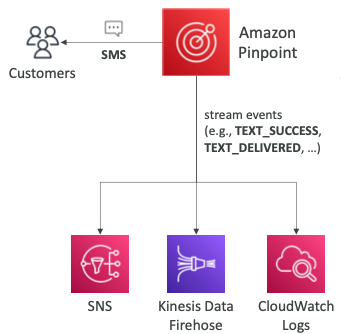 Amazon
Pinpoint
SMS
Customers
stream events
(e.g., TEXT_SUCCESS,
TEXT_DELIVERED, ...)
SNS
Kinesis Data
Firehose
CloudWatch
Logs